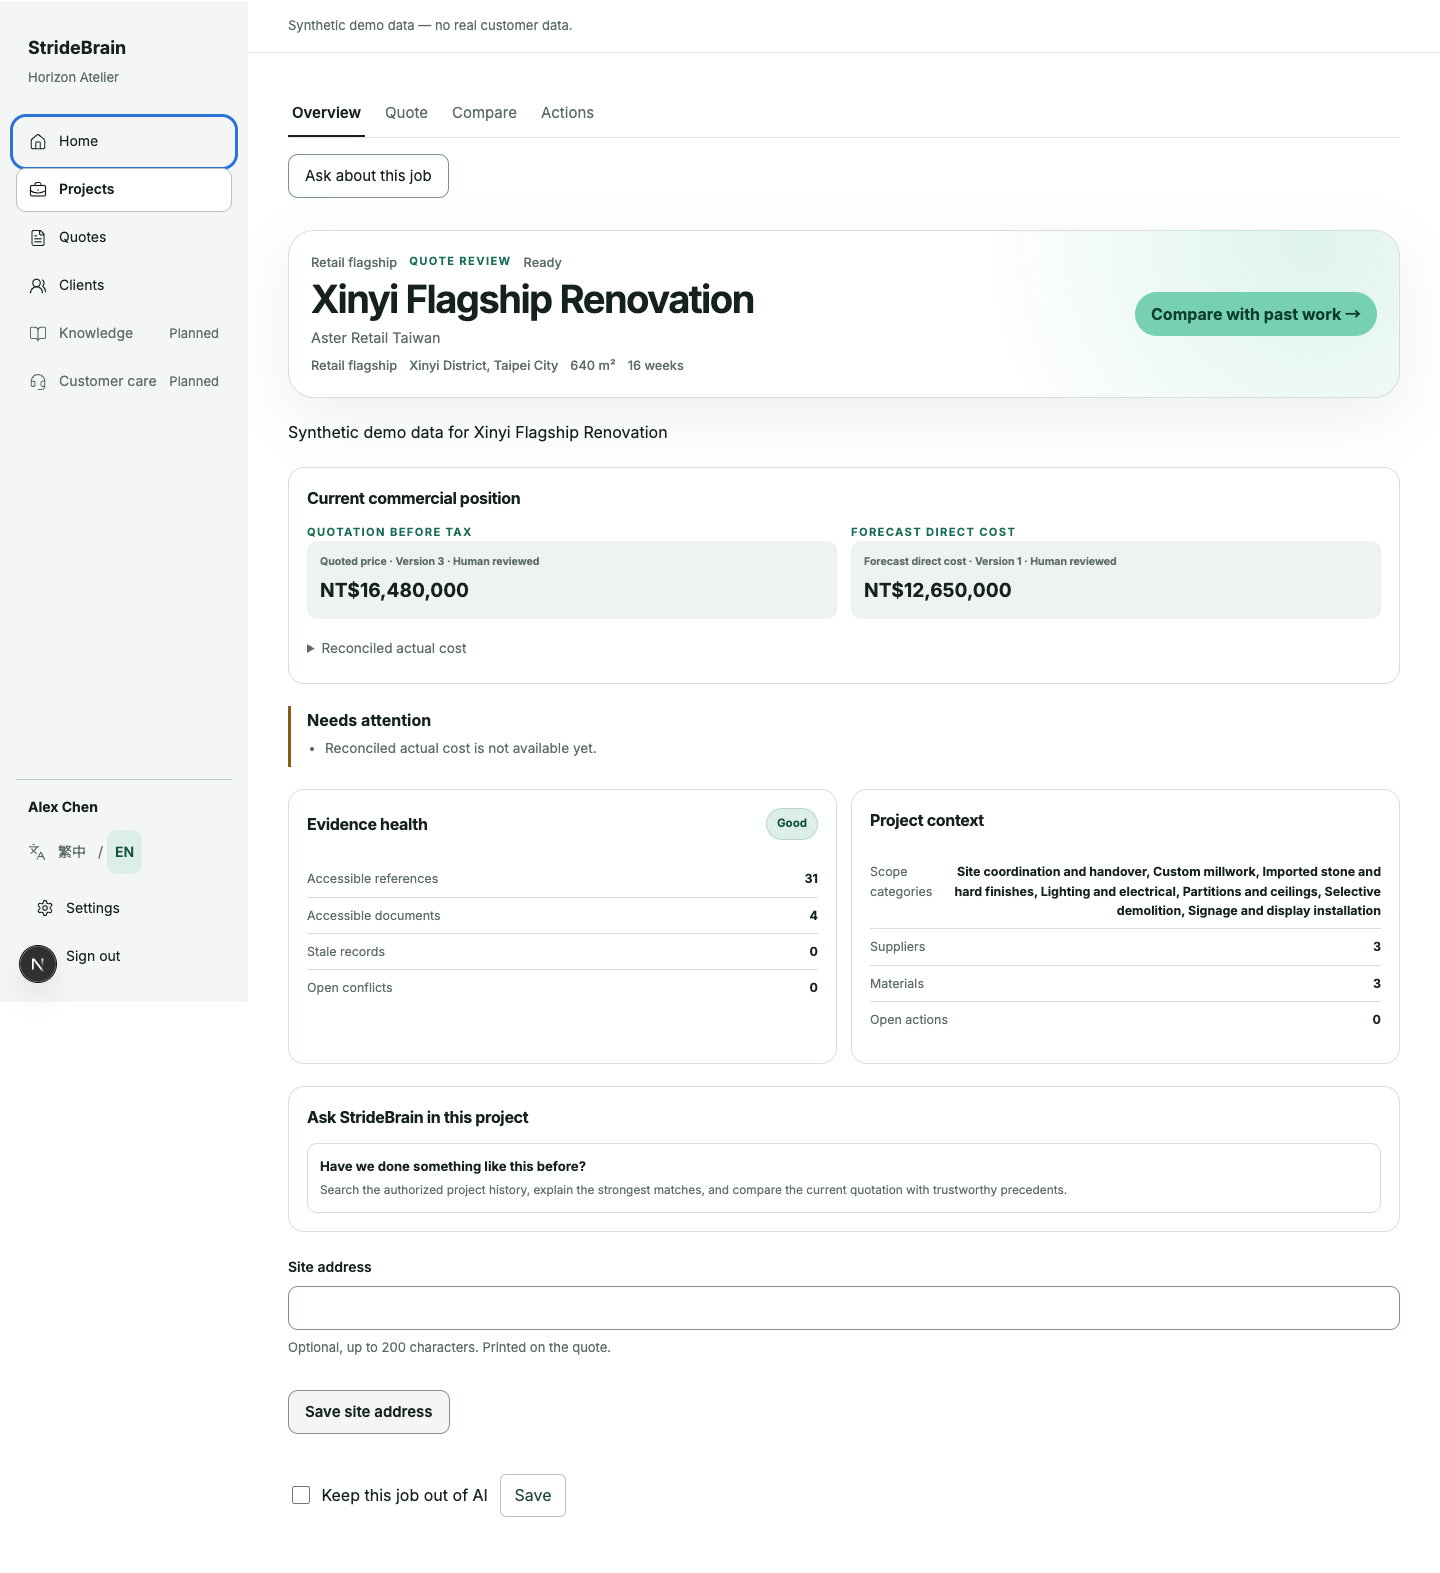 StrideBrain
Horizon Atelier
Home
Projects
Quotes
Clients
Knowledge Planned
Customer care Planned
Alex Chen
繁中 / EN
Settings
N
Sign out
Synthetic demo data — no real customer data.
Overview Quote Compare Actions
Ask about this job
Retail flagship QUOTE REVIEW Ready
Xinyi Flagship Renovation
Aster Retail Taiwan
Retail flagship Xinyi District, Taipei City 640 m² 16 weeks
Compare with past work →
Synthetic demo data for Xinyi Flagship Renovation
Current commercial position
QUOTATION BEFORE TAX
Quoted price · Version 3 · Human reviewed
NT$16,480,000
FORECAST DIRECT COST
Forecast direct cost · Version 1 · Human reviewed
NT$12,650,000
▶ Reconciled actual cost
Needs attention
• Reconciled actual cost is not available yet.
Evidence health Good
Accessible references 31
Accessible documents 4
Stale records 0
Open conflicts 0
Project context
Scope categories
Site coordination and handover, Custom millwork, Imported stone and
hard finishes, Lighting and electrical, Partitions and ceilings, Selective
demolition, Signage and display installation
Suppliers 3
Materials 3
Open actions 0
Ask StrideBrain in this project
Have we done something like this before?
Search the authorized project history, explain the strongest matches, and compare the current quotation with trustworthy precedents.
Site address
Optional, up to 200 characters. Printed on the quote.
Save site address
Keep this job out of AI Save